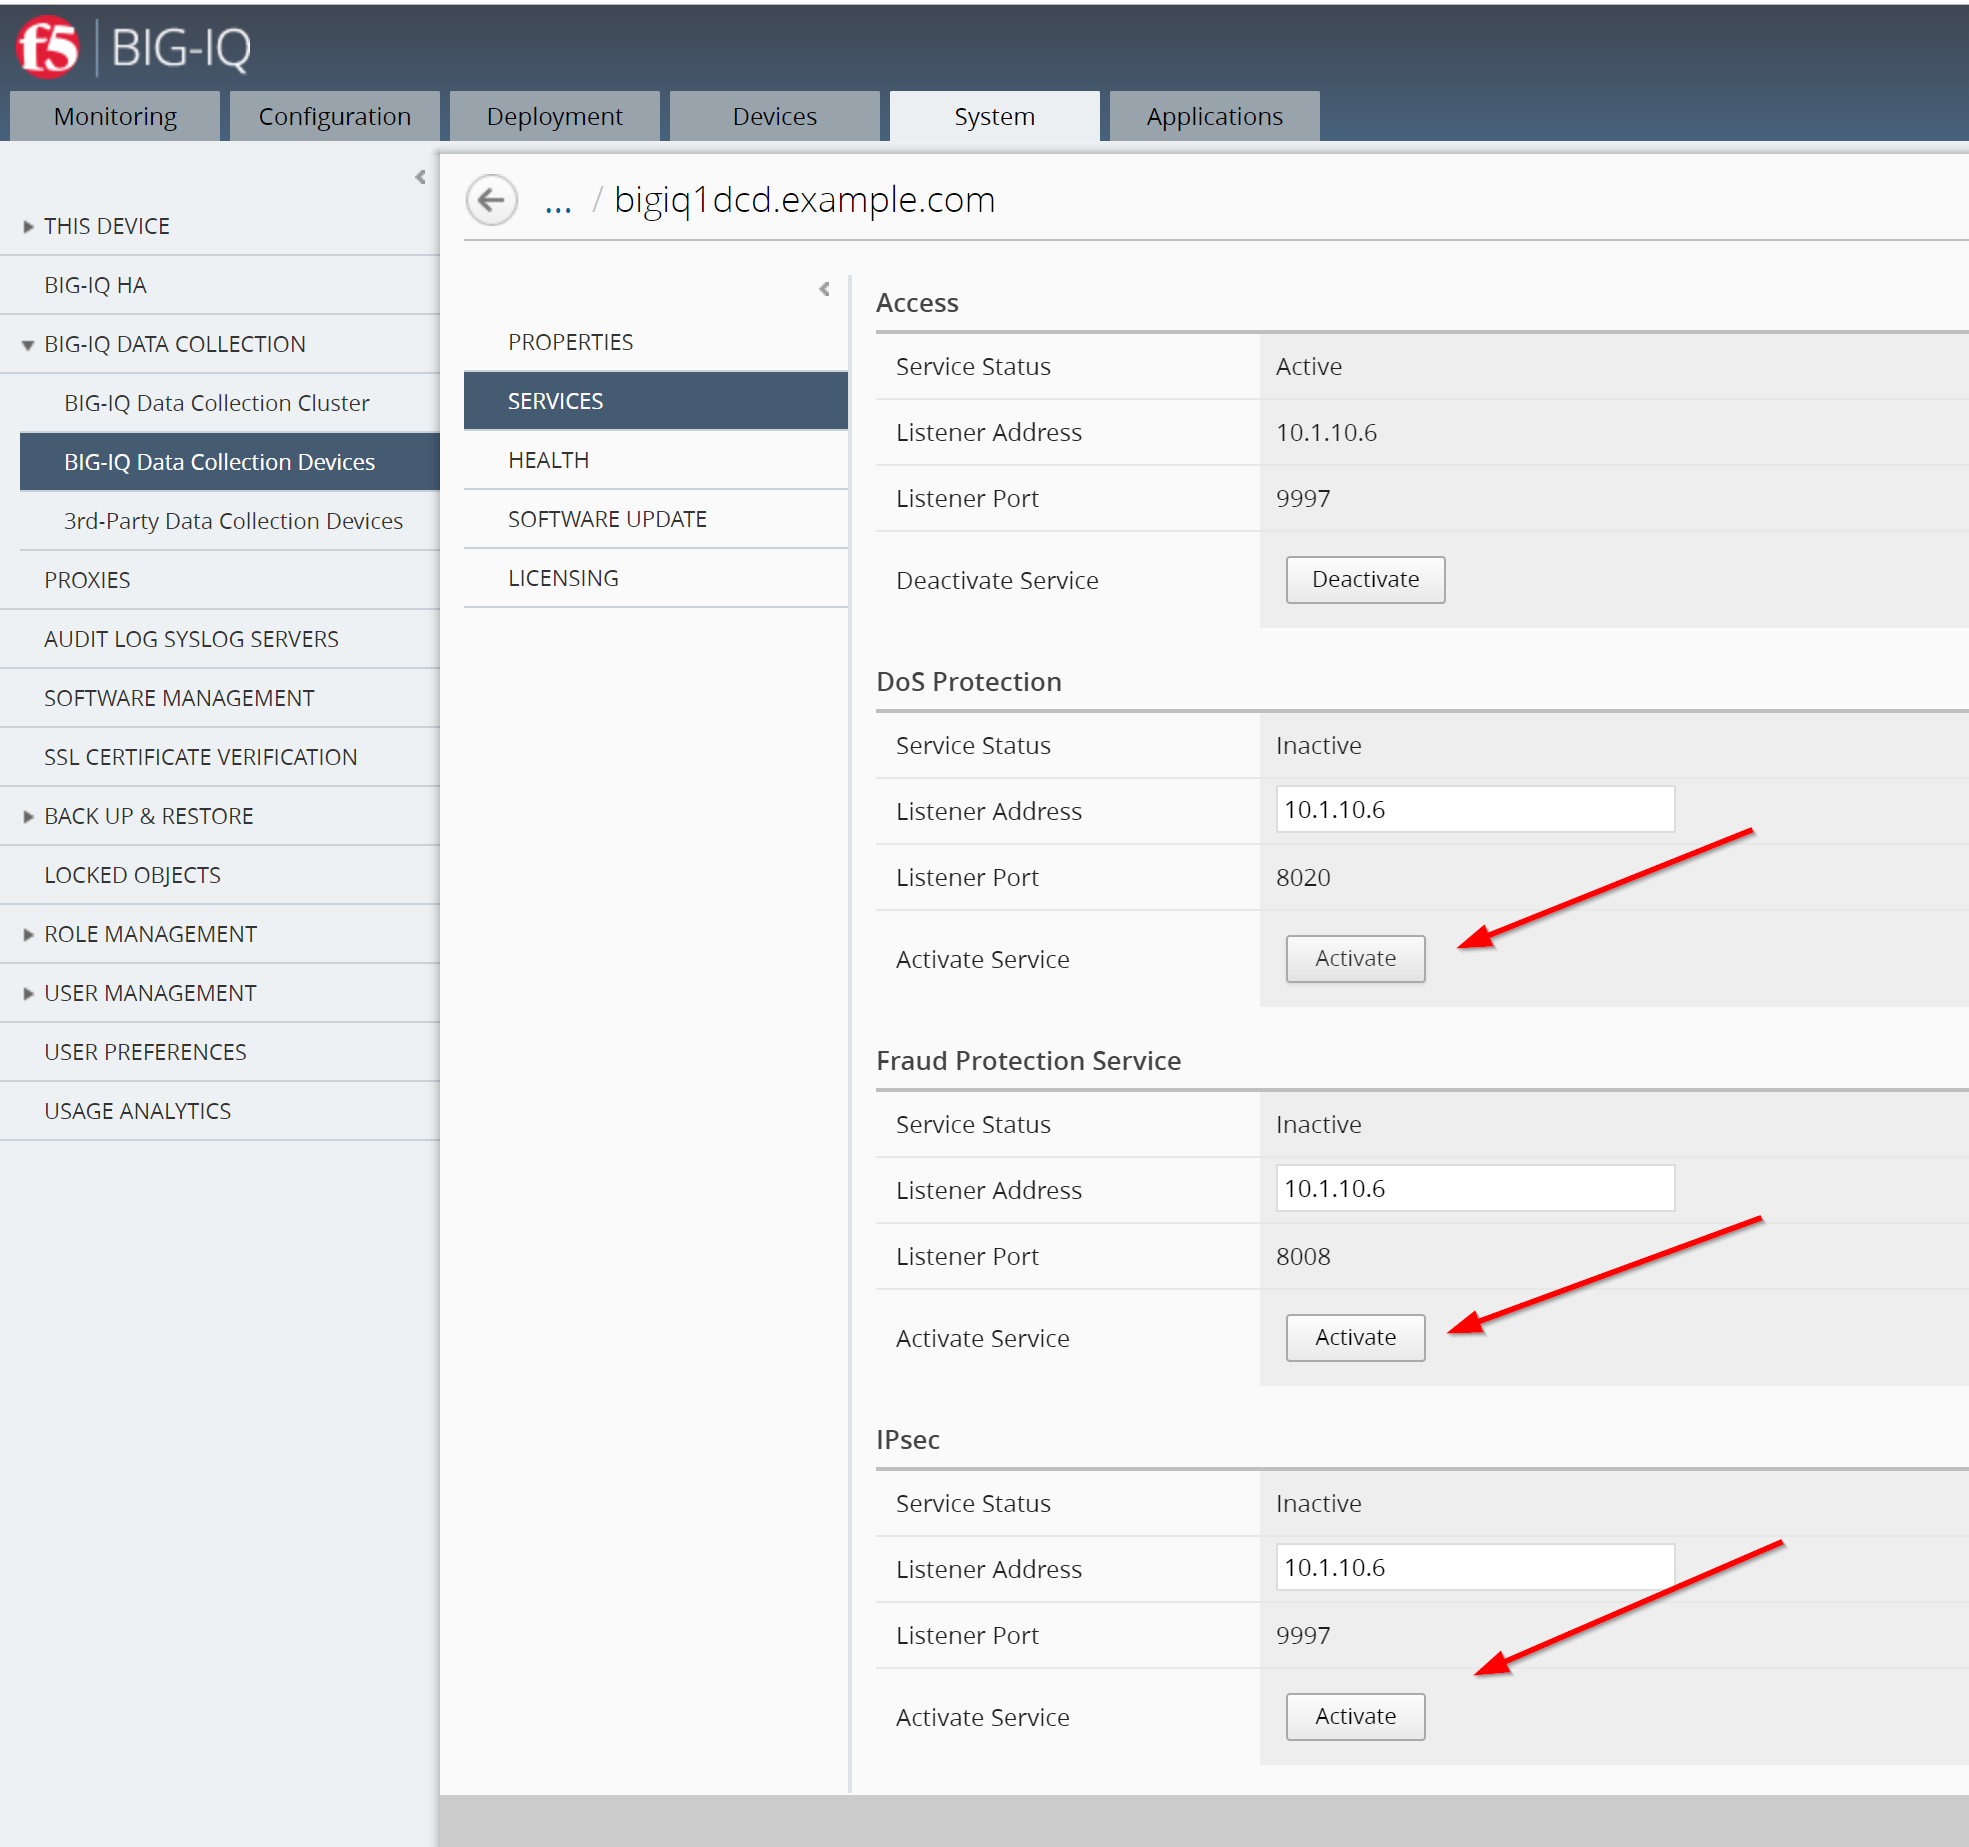 f5 BIG-IQ
Monitoring Configuration Deployment Devices System Applications
THIS DEVICE
BIG-IQ HA
BIG-IQ DATA COLLECTION
BIG-IQ Data Collection Cluster
BIG-IQ Data Collection Devices
3rd-Party Data Collection Devices
PROXIES
AUDIT LOG SYSLOG SERVERS
SOFTWARE MANAGEMENT
SSL CERTIFICATE VERIFICATION
BACK UP & RESTORE
LOCKED OBJECTS
ROLE MANAGEMENT
USER MANAGEMENT
USER PREFERENCES
USAGE ANALYTICS
... / bigiq1dcd.example.com
PROPERTIES
SERVICES
HEALTH
SOFTWARE UPDATE
LICENSING
Access
Service Status Active
Listener Address 10.1.10.6
Listener Port 9997
Deactivate Service Deactivate
DoS Protection
Service Status Inactive
Listener Address 10.1.10.6
Listener Port 8020
Activate Service Activate
Fraud Protection Service
Service Status Inactive
Listener Address 10.1.10.6
Listener Port 8008
Activate Service Activate
IPsec
Service Status Inactive
Listener Address 10.1.10.6
Listener Port 9997
Activate Service Activate